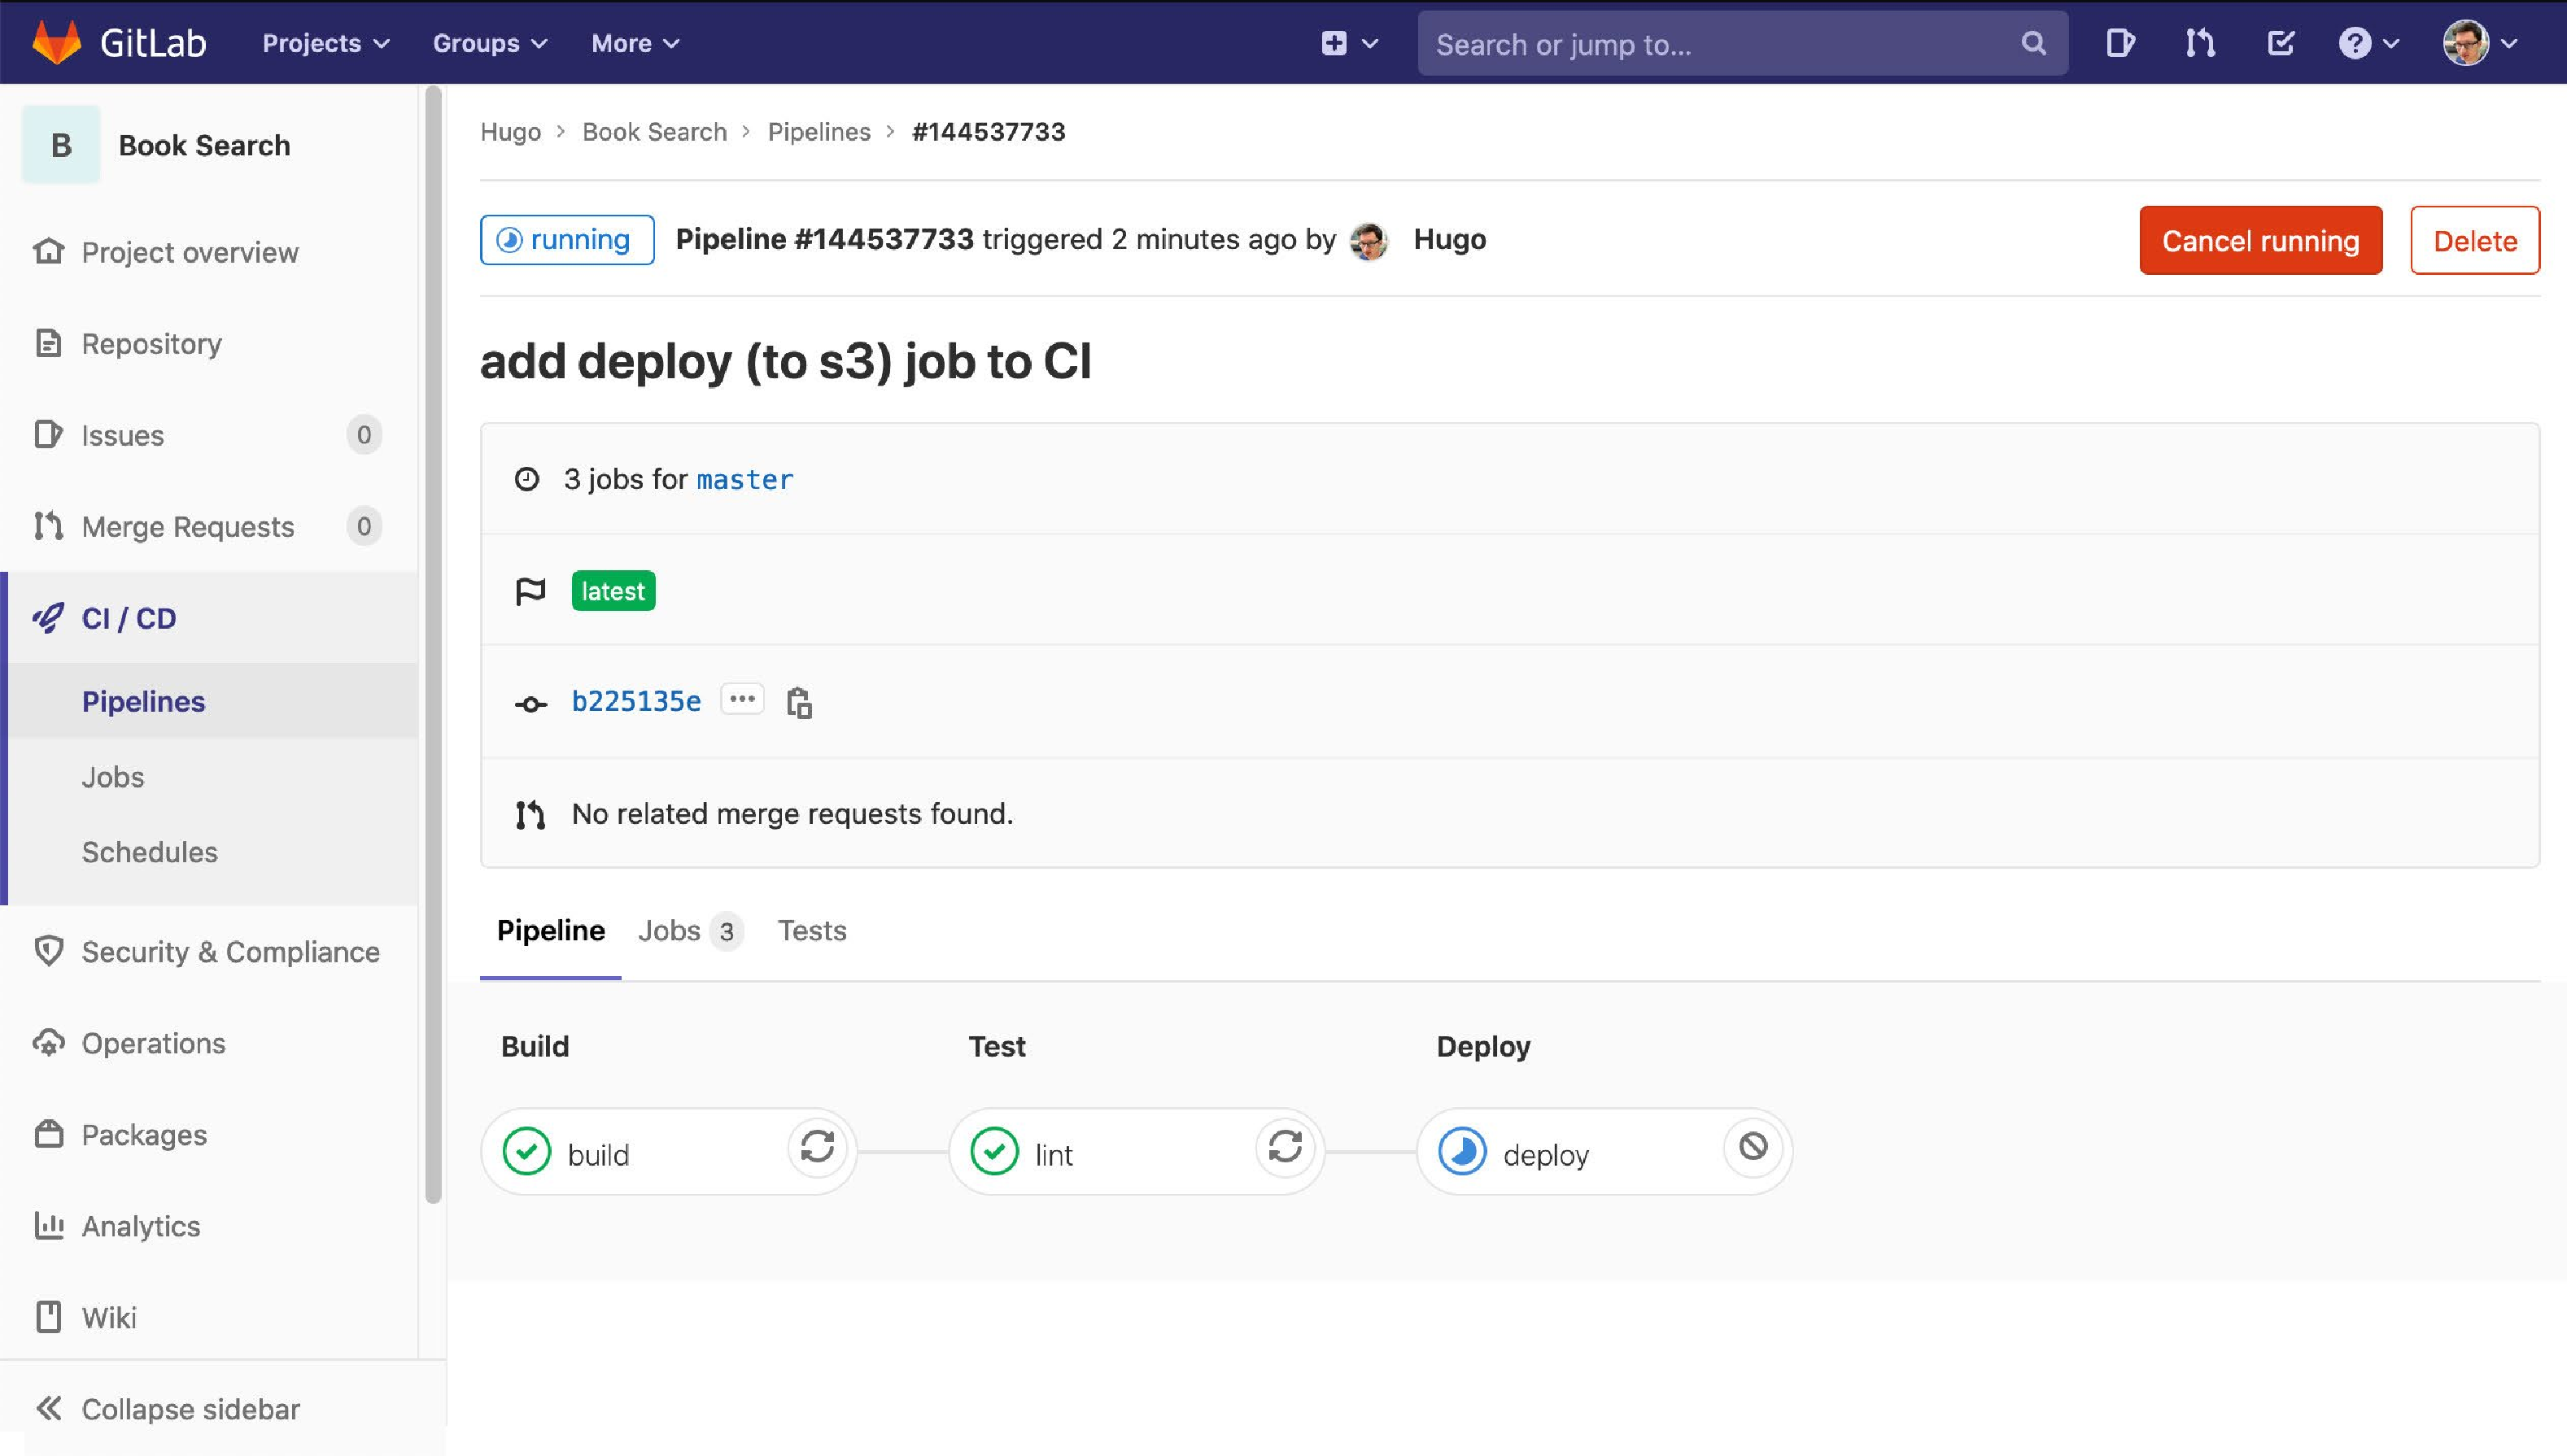 GitLab Projects Groups More Search or jump to...
B Book Search
Project overview
Repository
Issues 0
Merge Requests 0
CI / CD
Pipelines
Jobs
Schedules
Security & Compliance
Operations
Packages
Analytics
Wiki
Collapse sidebar
Hugo > Book Search > Pipelines > #144537733
running Pipeline #144537733 triggered 2 minutes ago by Hugo Cancel running Delete
add deploy (to s3) job to CI
3 jobs for master
latest
b225135e ...
No related merge requests found.
Pipeline Jobs 3 Tests
Build Test Deploy
build lint deploy